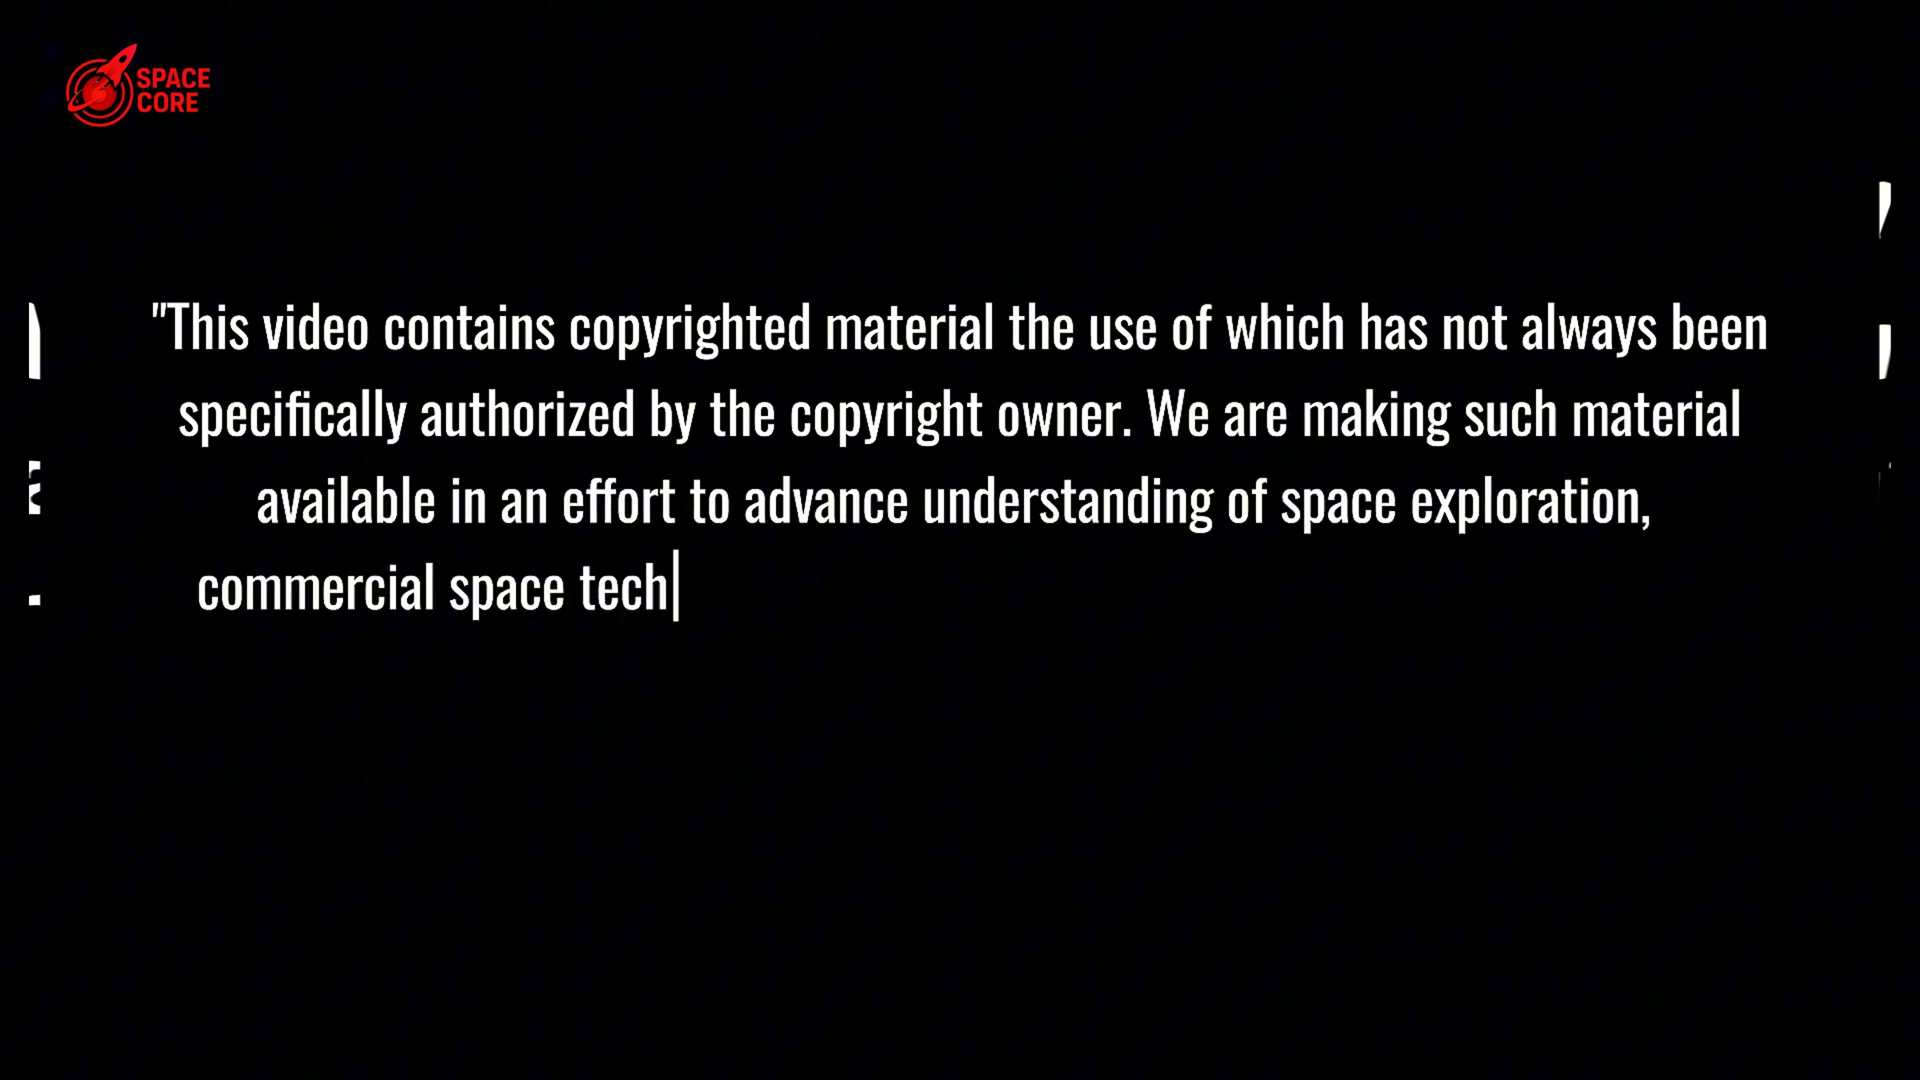 SPACE
CORE
"This video contains copyrighted material the use of which has not always been
specifically authorized by the copyright owner. We are making such material
available in an effort to advance understanding of space exploration,
commercial space tech